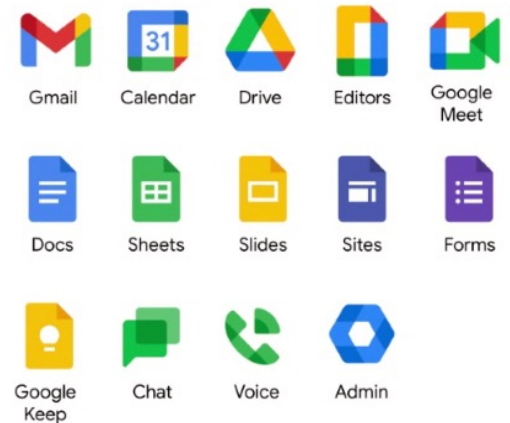 31
Gmail
Calendar
Drive
Editors
Google
Meet
Docs
Sheets
Slides
Sites
Forms
Google
Keep
Chat
Voice
Admin